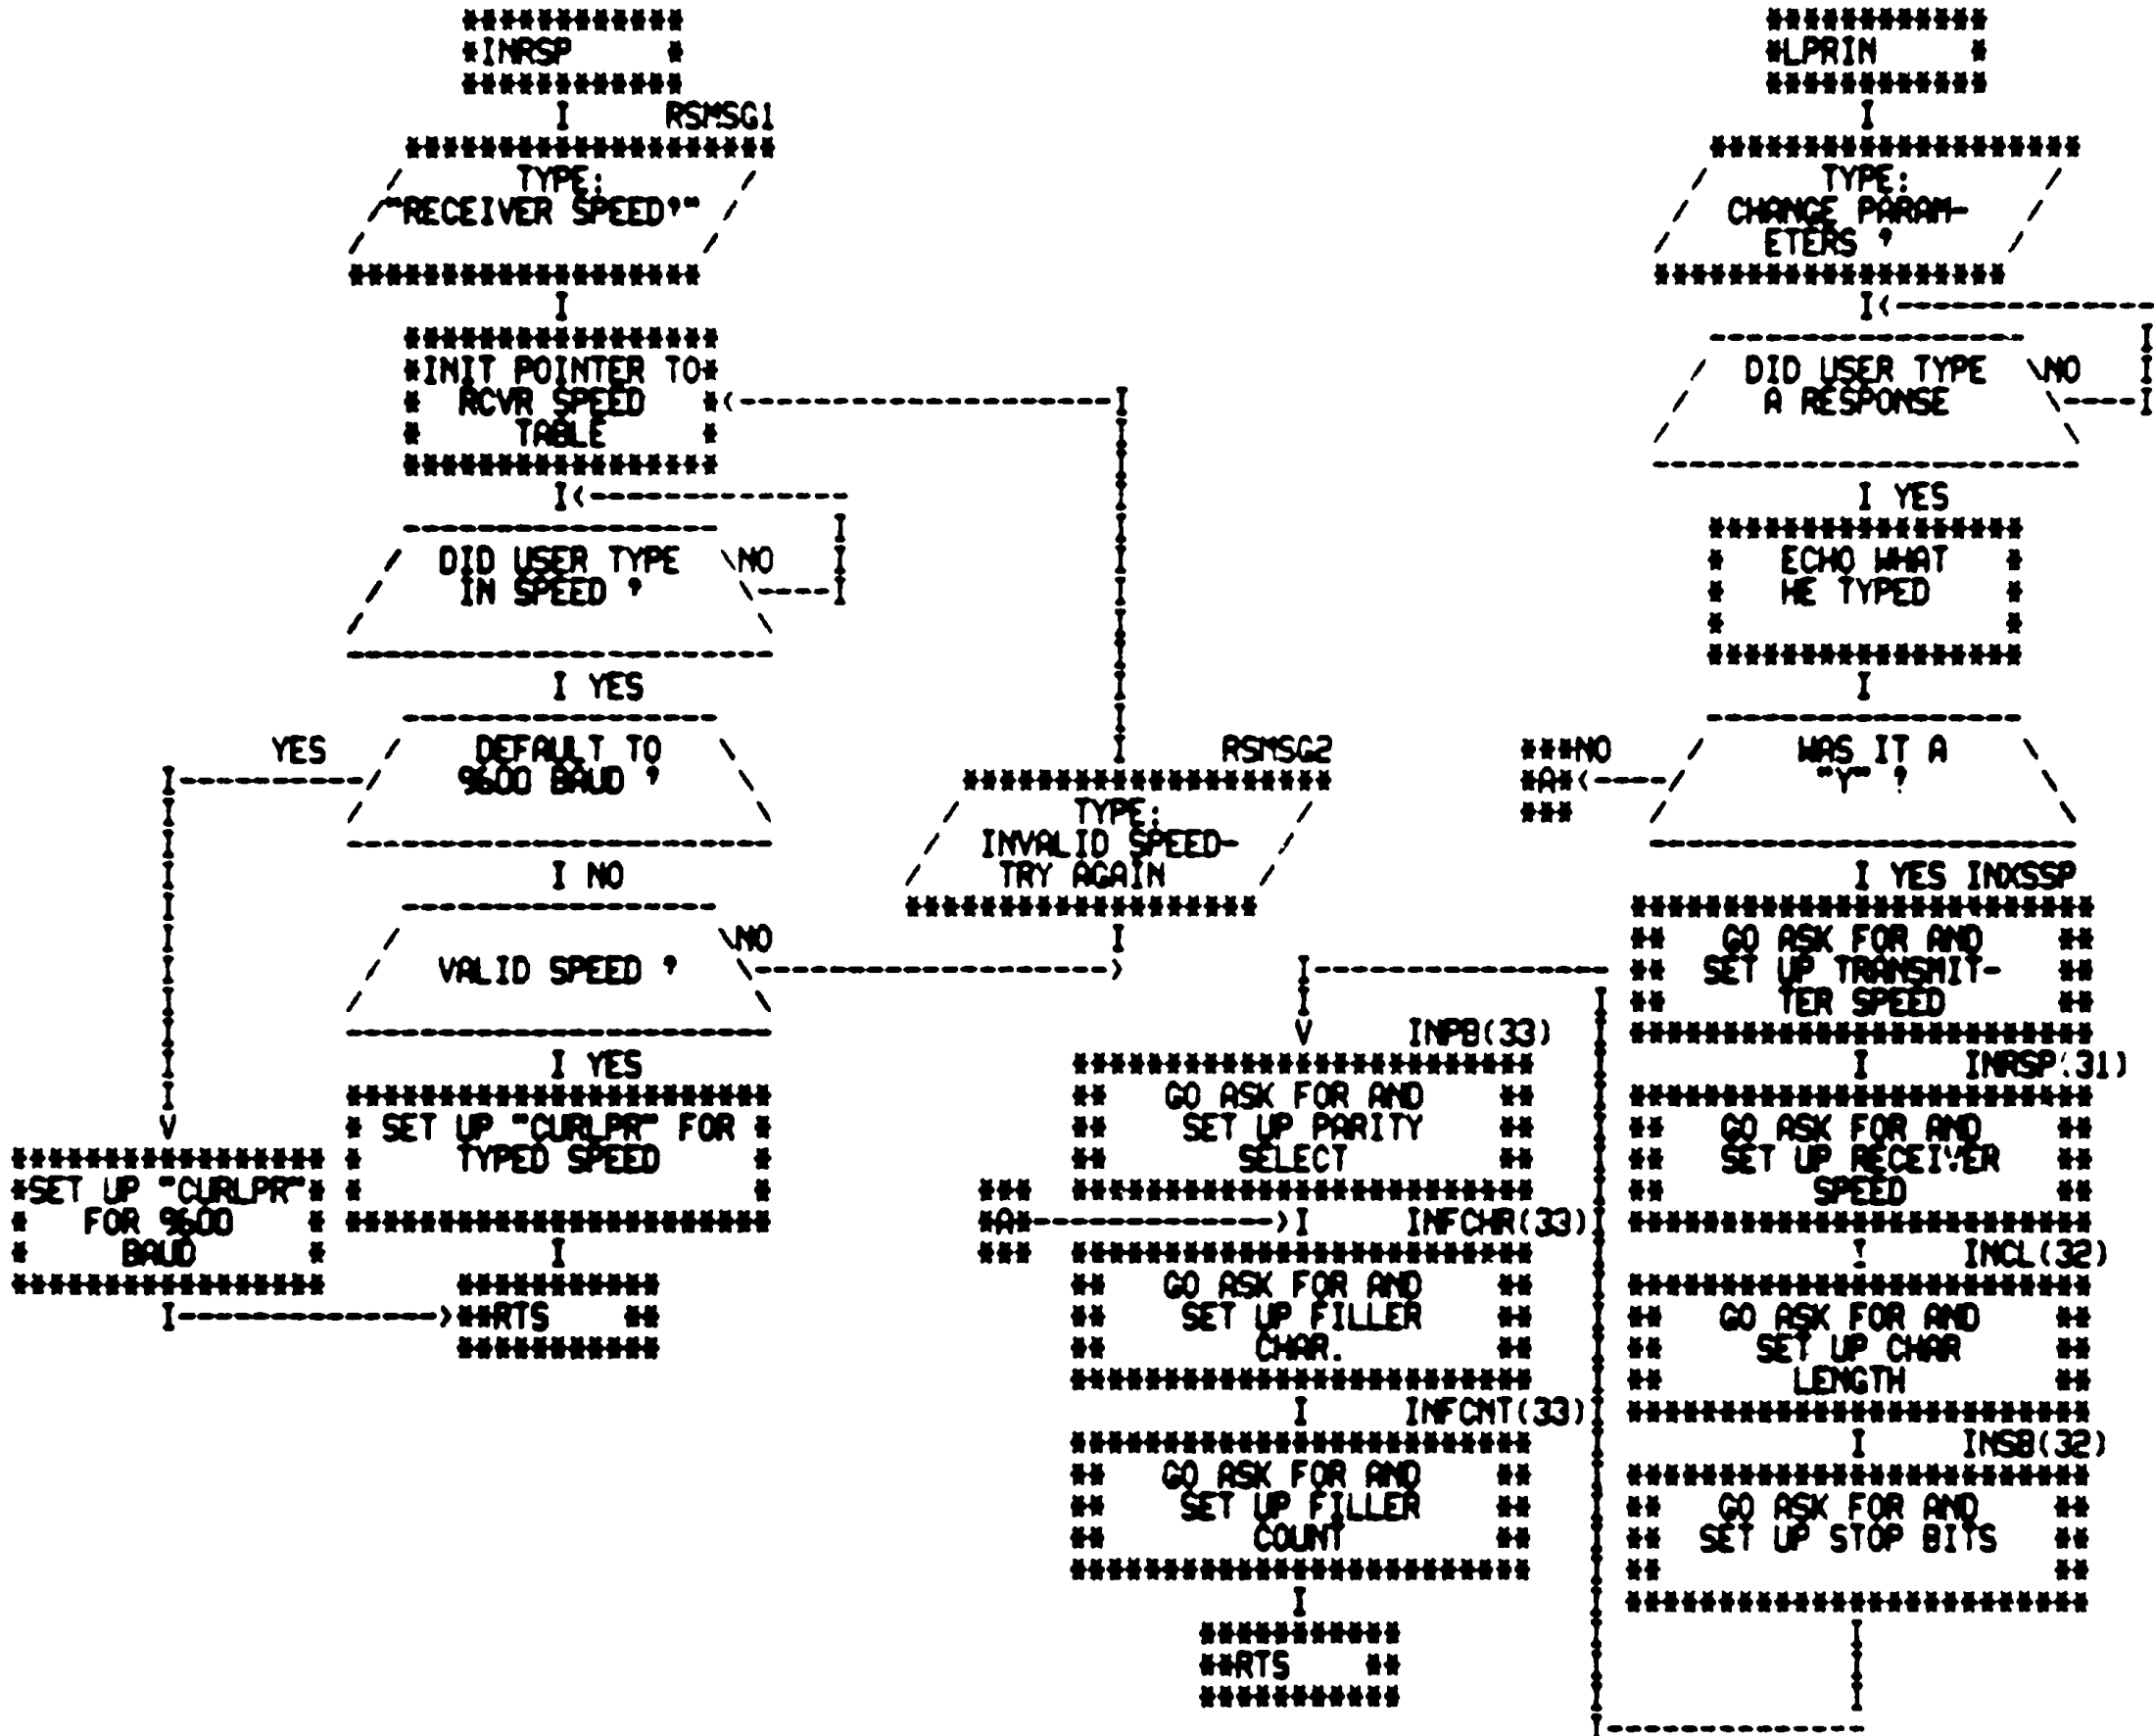 INRSP
RSMSG1
TYPE:
"RECEIVER SPEED?"
INIT POINTER TO
RCVR SPEED
TABLE
DID USER TYPE
IN SPEED ?
NO
YES
DEFAULT TO
9600 BAUD ?
YES
NO
VALID SPEED ?
NO
YES
SET UP "CURLPR" FOR
TYPED SPEED
SET UP "CURLPR"
FOR 9600
BAUD
RTS
RSMSG2
TYPE:
INVALID SPEED-
TRY AGAIN
LPRIN
TYPE:
CHANGE PARAM-
ETERS ?
DID USER TYPE
A RESPONSE
NO
YES
ECHO WHAT
HE TYPED
WAS IT A
"Y" ?
NO
A
YES INXSSP
GO ASK FOR AND
SET UP TRANSMIT-
TER SPEED
INRSP(31)
GO ASK FOR AND
SET UP RECEIVER
SPEED
INCL(32)
GO ASK FOR AND
SET UP CHAR
LENGTH
INSB(32)
GO ASK FOR AND
SET UP STOP BITS
INPB(33)
GO ASK FOR AND
SET UP PARITY
SELECT
A
INFCHR(33)
GO ASK FOR AND
SET UP FILLER
CHAR.
INFCNT(33)
GO ASK FOR AND
SET UP FILLER
COUNT
RTS